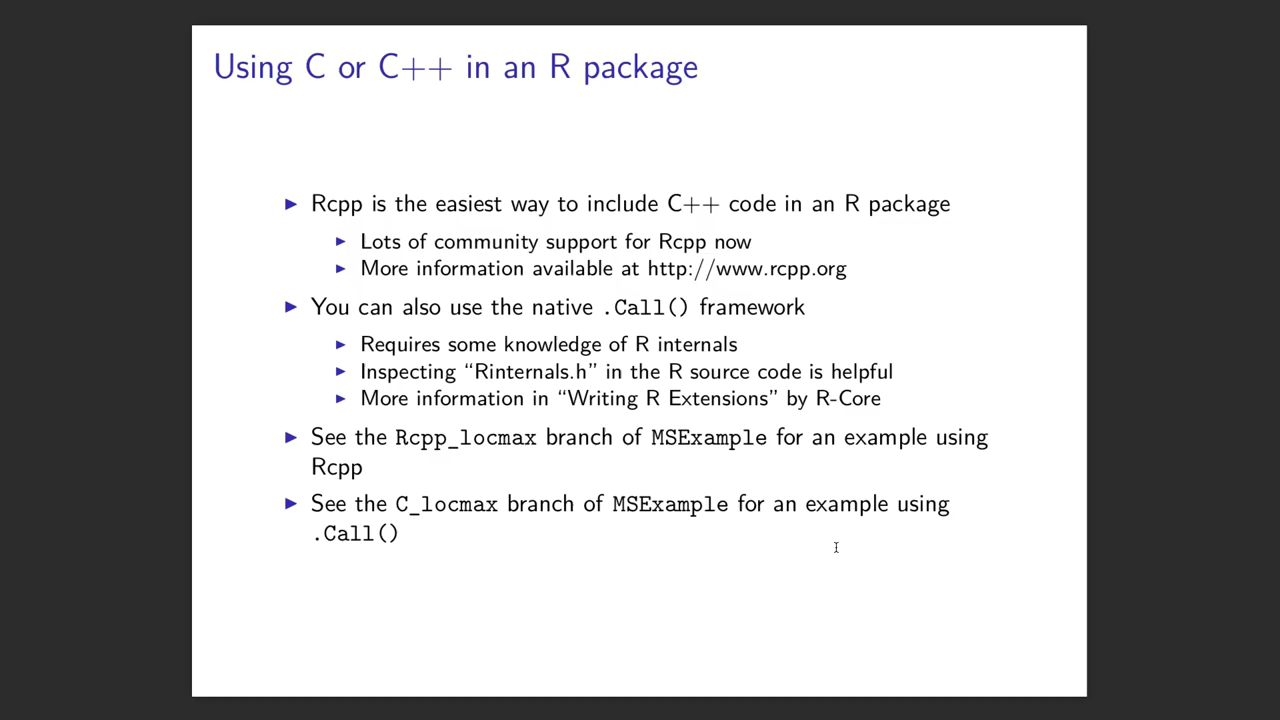 Using C or C++ in an R package
Rcpp is the easiest way to include C++ code in an R package
Lots of community support for Rcpp now
More information available at http://www.rcpp.org
You can also use the native .Call() framework
Requires some knowledge of R internals
Inspecting “Rinternals.h” in the R source code is helpful
More information in “Writing R Extensions” by R-Core
See the Rcpp_locmax branch of MSExample for an example using
Rcpp
See the C_locmax branch of MSExample for an example using
.Call()